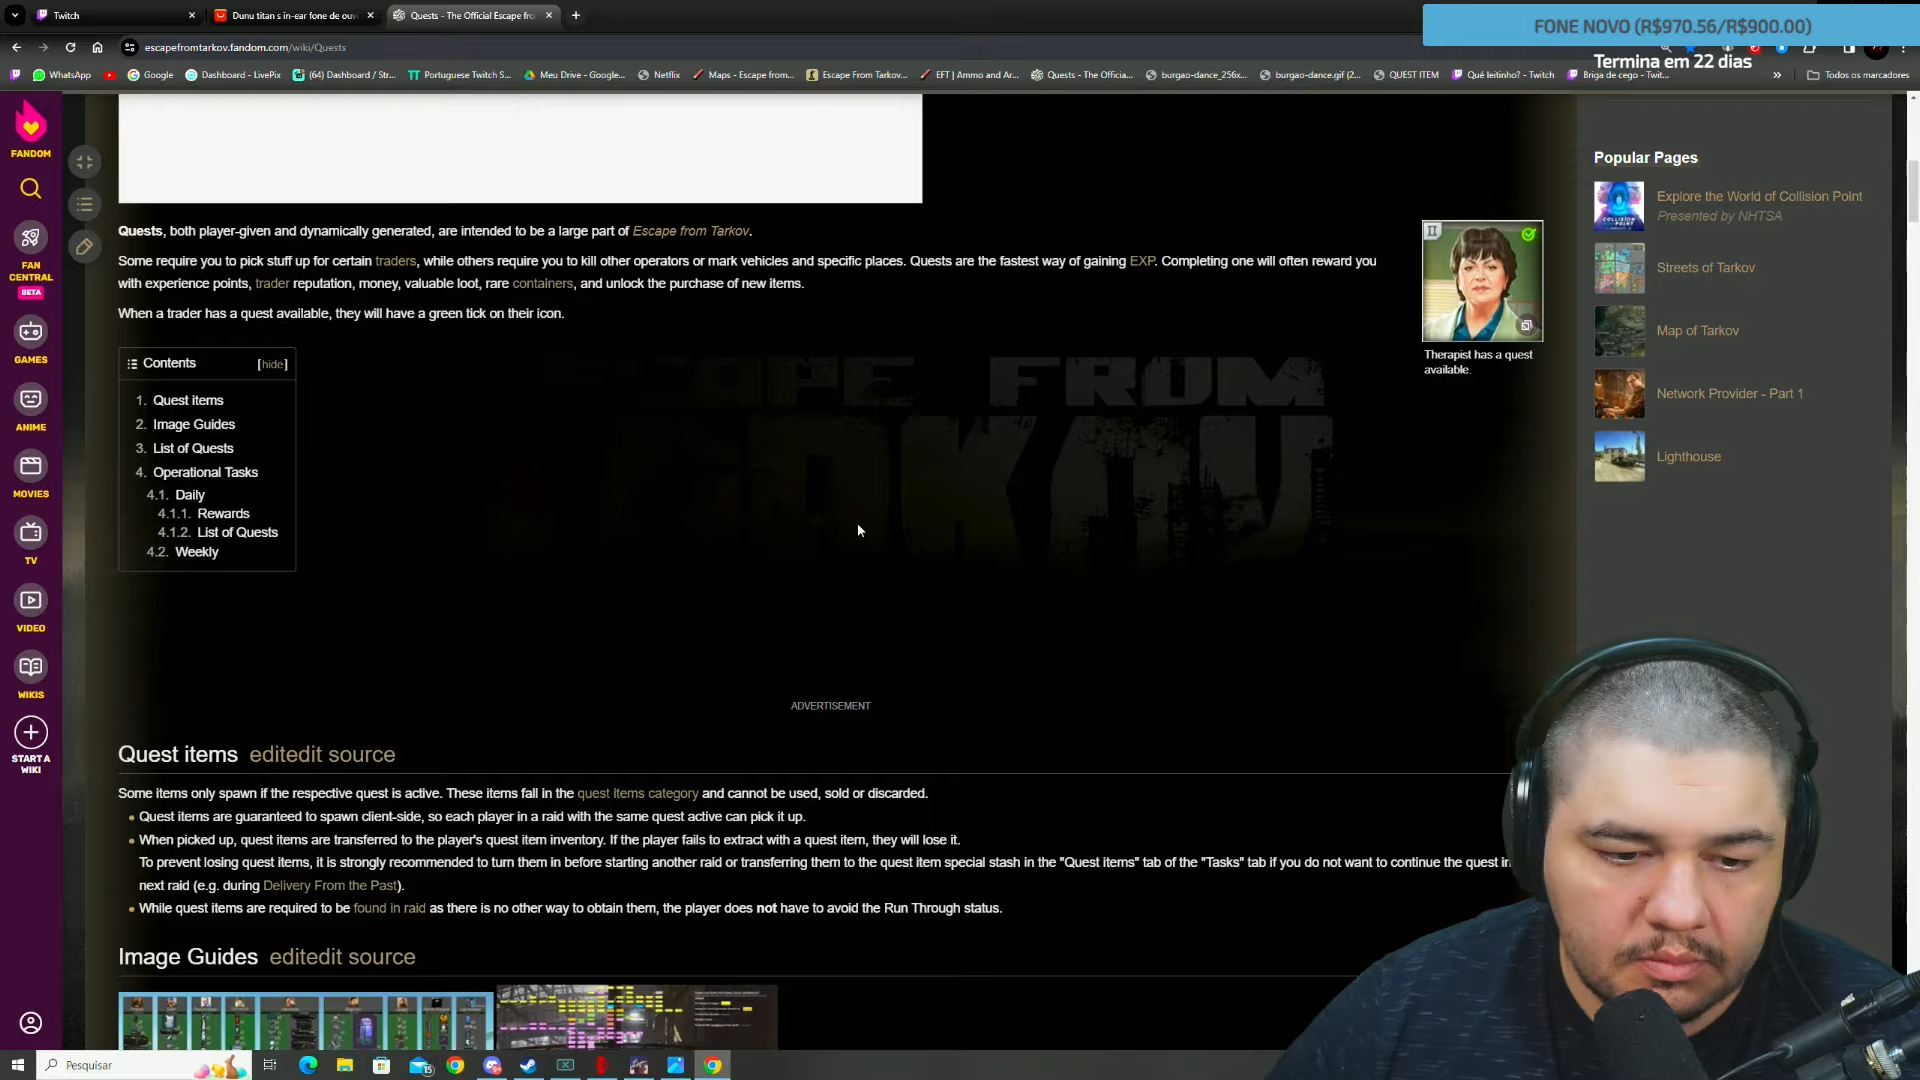 Twitch
Dunu titan s in-ear fone de ouv
Quests - The Official Escape fro
FONE NOVO (R$970.56/R$900.00)
Termina em 22 dias
escapefromtarkov.fandom.com/wiki/Quests
WhatsApp
Google
Dashboard - LivePix
(64) Dashboard / Str...
Portuguese Twitch S...
Meu Drive - Google...
Netflix
Maps - Escape from...
Escape From Tarkov...
EFT | Ammo and Ar...
Quests - The Officia...
burgao-dance_256x...
burgao-dance.gif (2...
QUEST ITEM
Qué leitinho? - Twitch
Briga de cego - Twit...
Todos os marcadores
FANDOM
FAN
CENTRAL
BETA
GAMES
ANIME
MOVIES
TV
VIDEO
WIKIS
START A
WIKI
Quests, both player-given and dynamically generated, are intended to be a large part of Escape from Tarkov.
Some require you to pick stuff up for certain traders, while others require you to kill other operators or mark vehicles and specific places. Quests are the fastest way of gaining EXP. Completing one will often reward you
with experience points, trader reputation, money, valuable loot, rare containers, and unlock the purchase of new items.
When a trader has a quest available, they will have a green tick on their icon.
II
Therapist has a quest
available.
Contents [hide]
1. Quest items
2. Image Guides
3. List of Quests
4. Operational Tasks
4.1. Daily
4.1.1. Rewards
4.1.2. List of Quests
4.2. Weekly
ADVERTISEMENT
Quest items editedit source
Some items only spawn if the respective quest is active. These items fall in the quest items category and cannot be used, sold or discarded.
Quest items are guaranteed to spawn client-side, so each player in a raid with the same quest active can pick it up.
When picked up, quest items are transferred to the player's quest item inventory. If the player fails to extract with a quest item, they will lose it.
To prevent losing quest items, it is strongly recommended to turn them in before starting another raid or transferring them to the quest item special stash in the "Quest items" tab of the "Tasks" tab if you do not want to continue the quest in
next raid (e.g. during Delivery From the Past).
While quest items are required to be found in raid as there is no other way to obtain them, the player does not have to avoid the Run Through status.
Image Guides editedit source
Popular Pages
Explore the World of Collision Point
Presented by NHTSA
Streets of Tarkov
Map of Tarkov
Network Provider - Part 1
Lighthouse
Pesquisar